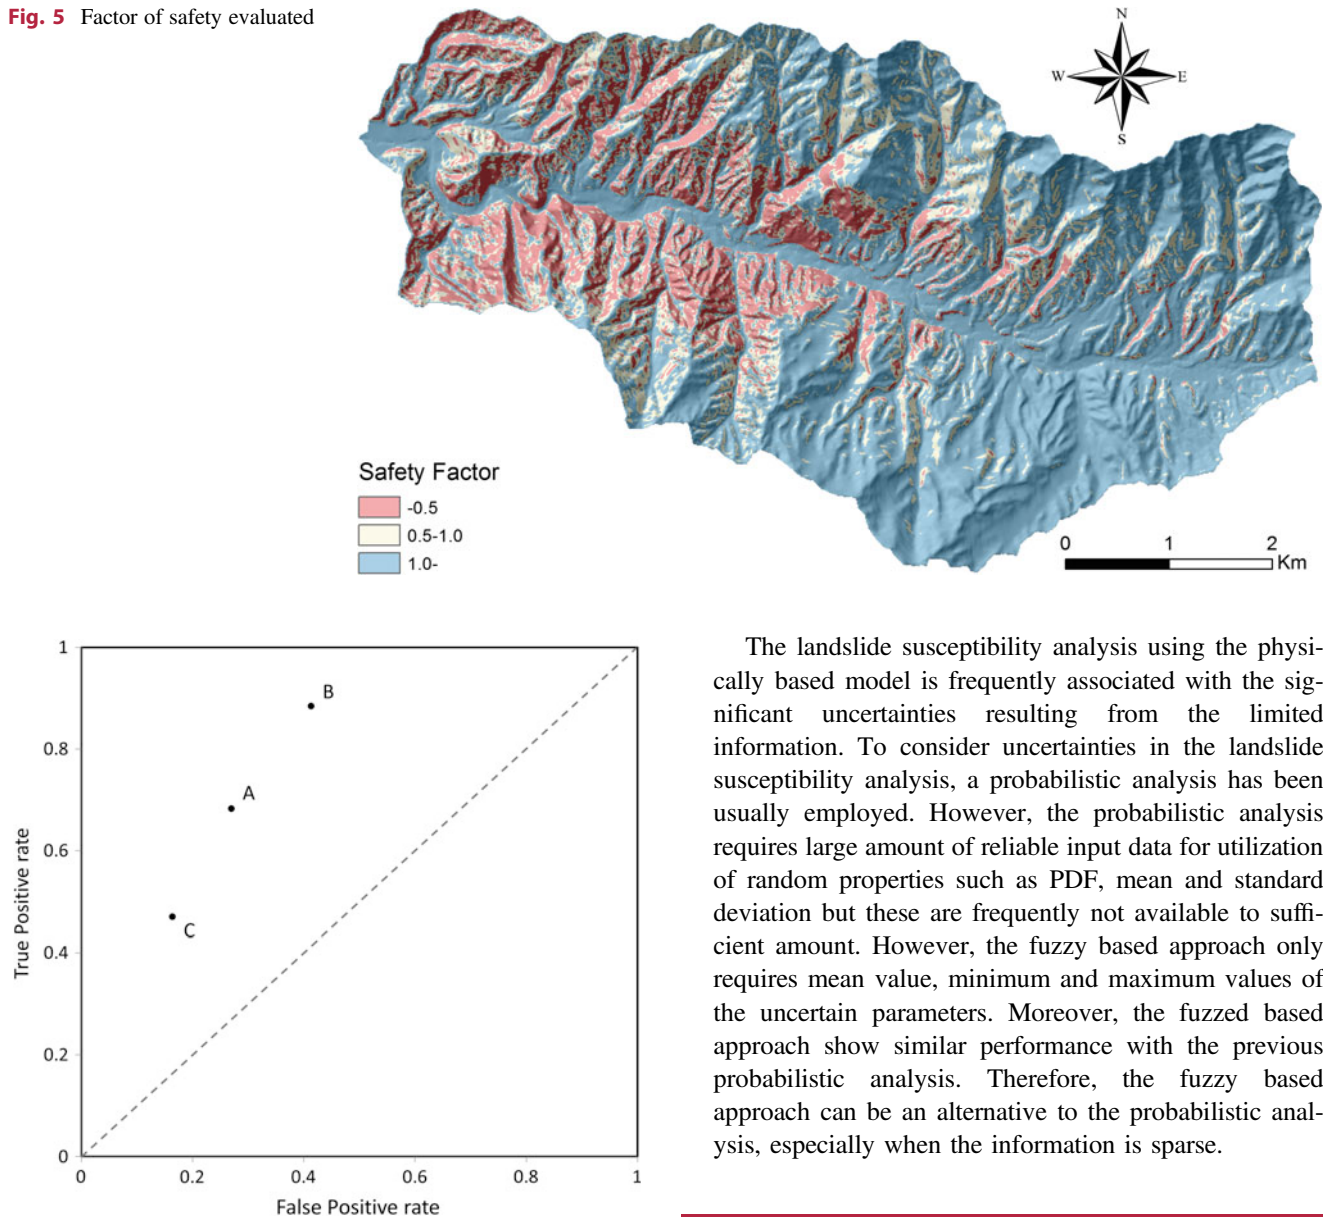 Fig. 5 Factor of safety evaluated
N
W E
S
Safety Factor
-0.5
0.5-1.0
1.0-
0 1 2
Km
1
0.8
0.6
0.4
0.2
0
True Positive rate
B
A
C
0 0.2 0.4 0.6 0.8 1
False Positive rate
The landslide susceptibility analysis using the physi-
cally based model is frequently associated with the sig-
nificant uncertainties resulting from the limited
information. To consider uncertainties in the landslide
susceptibility analysis, a probabilistic analysis has been
usually employed. However, the probabilistic analysis
requires large amount of reliable input data for utilization
of random properties such as PDF, mean and standard
deviation but these are frequently not available to suffi-
cient amount. However, the fuzzy based approach only
requires mean value, minimum and maximum values of
the uncertain parameters. Moreover, the fuzzed based
approach show similar performance with the previous
probabilistic analysis. Therefore, the fuzzy based
approach can be an alternative to the probabilistic anal-
ysis, especially when the information is sparse.